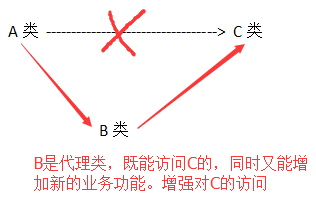 A 类 --------------------------------> C 类
B 类
B是代理类，既能访问C的，同时又能增
加新的业务功能。增强对C的访问